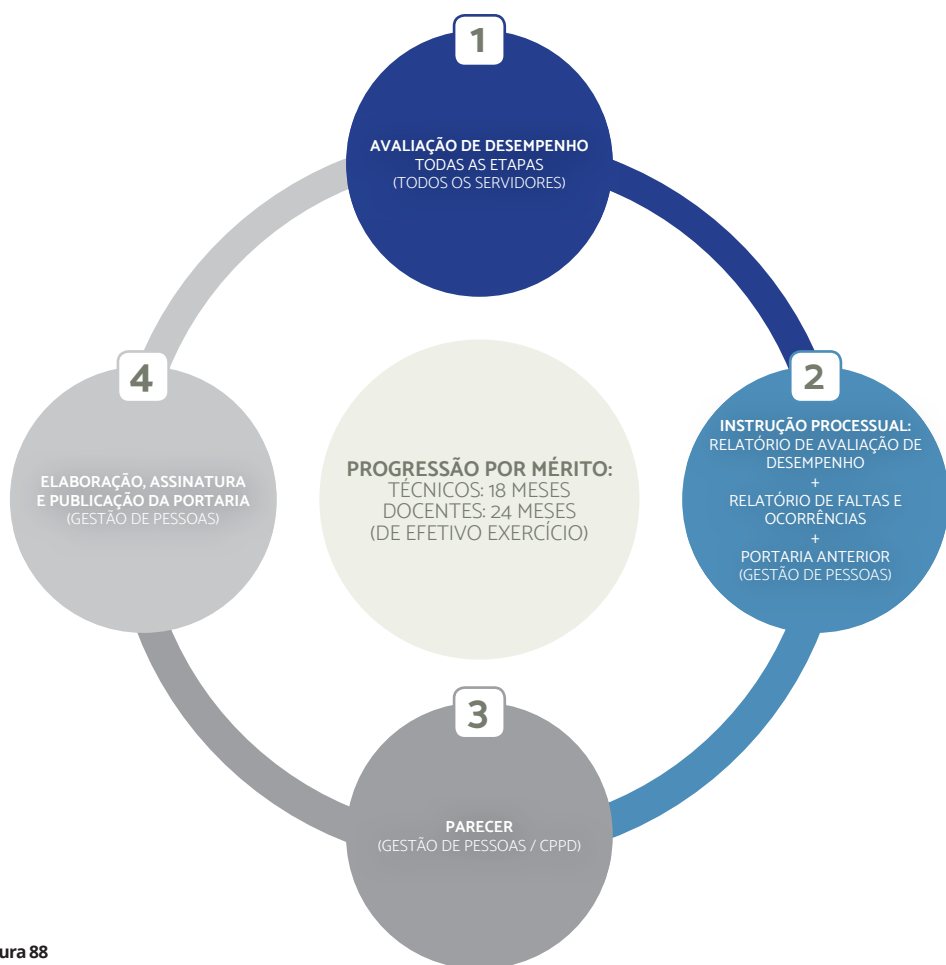 1
AVALIAÇÃO DE DESEMPENHO
TODAS AS ETAPAS
(TODOS OS SERVIDORES)
2
INSTRUÇÃO PROCESSUAL:
RELATÓRIO DE AVALIAÇÃO DE
DESEMPENHO
+
RELATÓRIO DE FALTAS E
OCORRÊNCIAS
+
PORTARIA ANTERIOR
(GESTÃO DE PESSOAS)
4
ELABORAÇÃO, ASSINATURA
E PUBLICAÇÃO DA PORTARIA
(GESTÃO DE PESSOAS)
PROGRESSÃO POR MÉRITO:
TÉCNICOS: 18 MESES
DOCENTES: 24 MESES
(DE EFETIVO EXERCÍCIO)
3
PARECER
(GESTÃO DE PESSOAS / CPPD)
ura 88